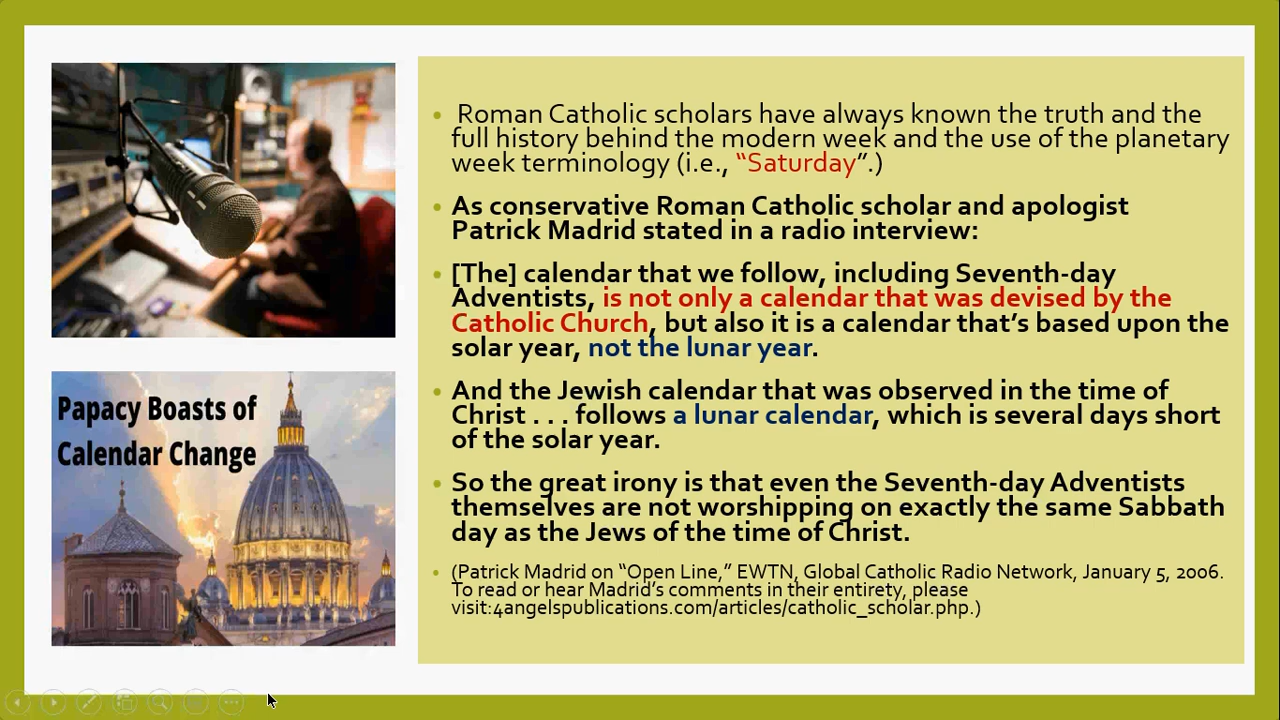 Roman Catholic scholars have always known the truth and the
full history behind the modern week and the use of the planetary
week terminology (i.e., “Saturday”.)
As conservative Roman Catholic scholar and apologist
Patrick Madrid stated in a radio interview:
[The] calendar that we follow, including Seventh-day
Adventists, is not only a calendar that was devised by the
Catholic Church, but also it is a calendar that’s based upon the
solar year, not the lunar year.
And the Jewish calendar that was observed in the time of
Christ . . . follows a lunar calendar, which is several days short
of the solar year.
So the great irony is that even the Seventh-day Adventists
themselves are not worshipping on exactly the same Sabbath
day as the Jews of the time of Christ.
(Patrick Madrid on “Open Line,” EWTN, Global Catholic Radio Network, January 5, 2006.
To read or hear Madrid’s comments in their entirety, please
visit:4angelspublications.com/articles/catholic_scholar.php.)
Papacy Boasts of
Calendar Change